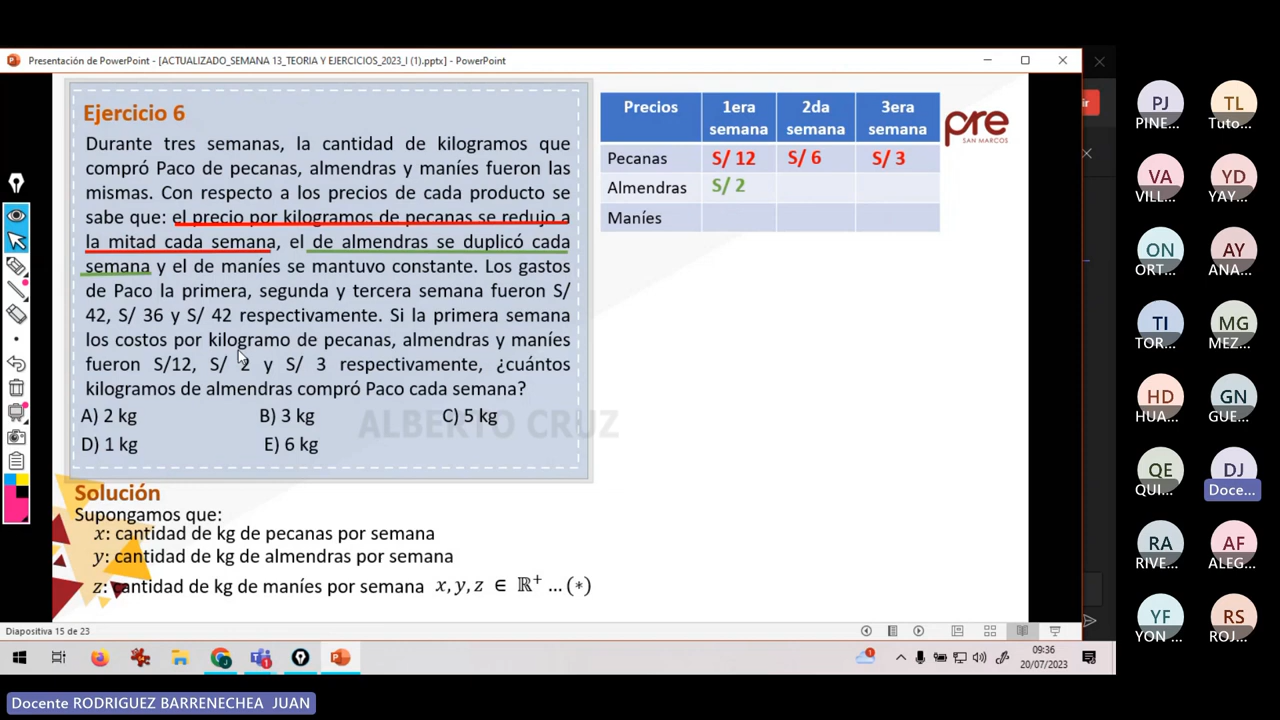 Presentación de PowerPoint - [ACTUALIZADO_SEMANA 13_TEORIA Y EJERCICIOS_2023_I (1).pptx] - PowerPoint
Ejercicio 6
Durante tres semanas, la cantidad de kilogramos que
compró Paco de pecanas, almendras y maníes fueron las
mismas. Con respecto a los precios de cada producto se
sabe que: el precio por kilogramos de pecanas se redujo a
la mitad cada semana, el de almendras se duplicó cada
semana y el de maníes se mantuvo constante. Los gastos
de Paco la primera, segunda y tercera semana fueron S/
42, S/ 36 y S/ 42 respectivamente. Si la primera semana
los costos por kilogramo de pecanas, almendras y maníes
fueron S/12, S/ 2 y S/ 3 respectivamente, ¿cuántos
kilogramos de almendras compró Paco cada semana?
A) 2 kg B) 3 kg C) 5 kg
D) 1 kg E) 6 kg
ALBERTO CRUZ
Solución
Supongamos que:
x: cantidad de kg de pecanas por semana
y: cantidad de kg de almendras por semana
z: cantidad de kg de maníes por semana x, y, z ∈ ℝ⁺ ... (*)
Precios 1era semana 2da semana 3era semana
Pecanas S/ 12 S/ 6 S/ 3
Almendras S/ 2
Maníes
pre
SAN MARCOS
ir
PJ TL
PINE... Tuto...
VA YD
VILL... YAY...
ON AY
ORT... ANA...
TI MG
TOR... MEZ...
HD GN
HUA... GUE...
QE DJ
QUI... Doce...
RA AF
RIVE... ALEG...
YF RS
YON ... ROJ...
Diapositiva 15 de 23
09:36
20/07/2023
Docente RODRIGUEZ BARRENECHEA JUAN